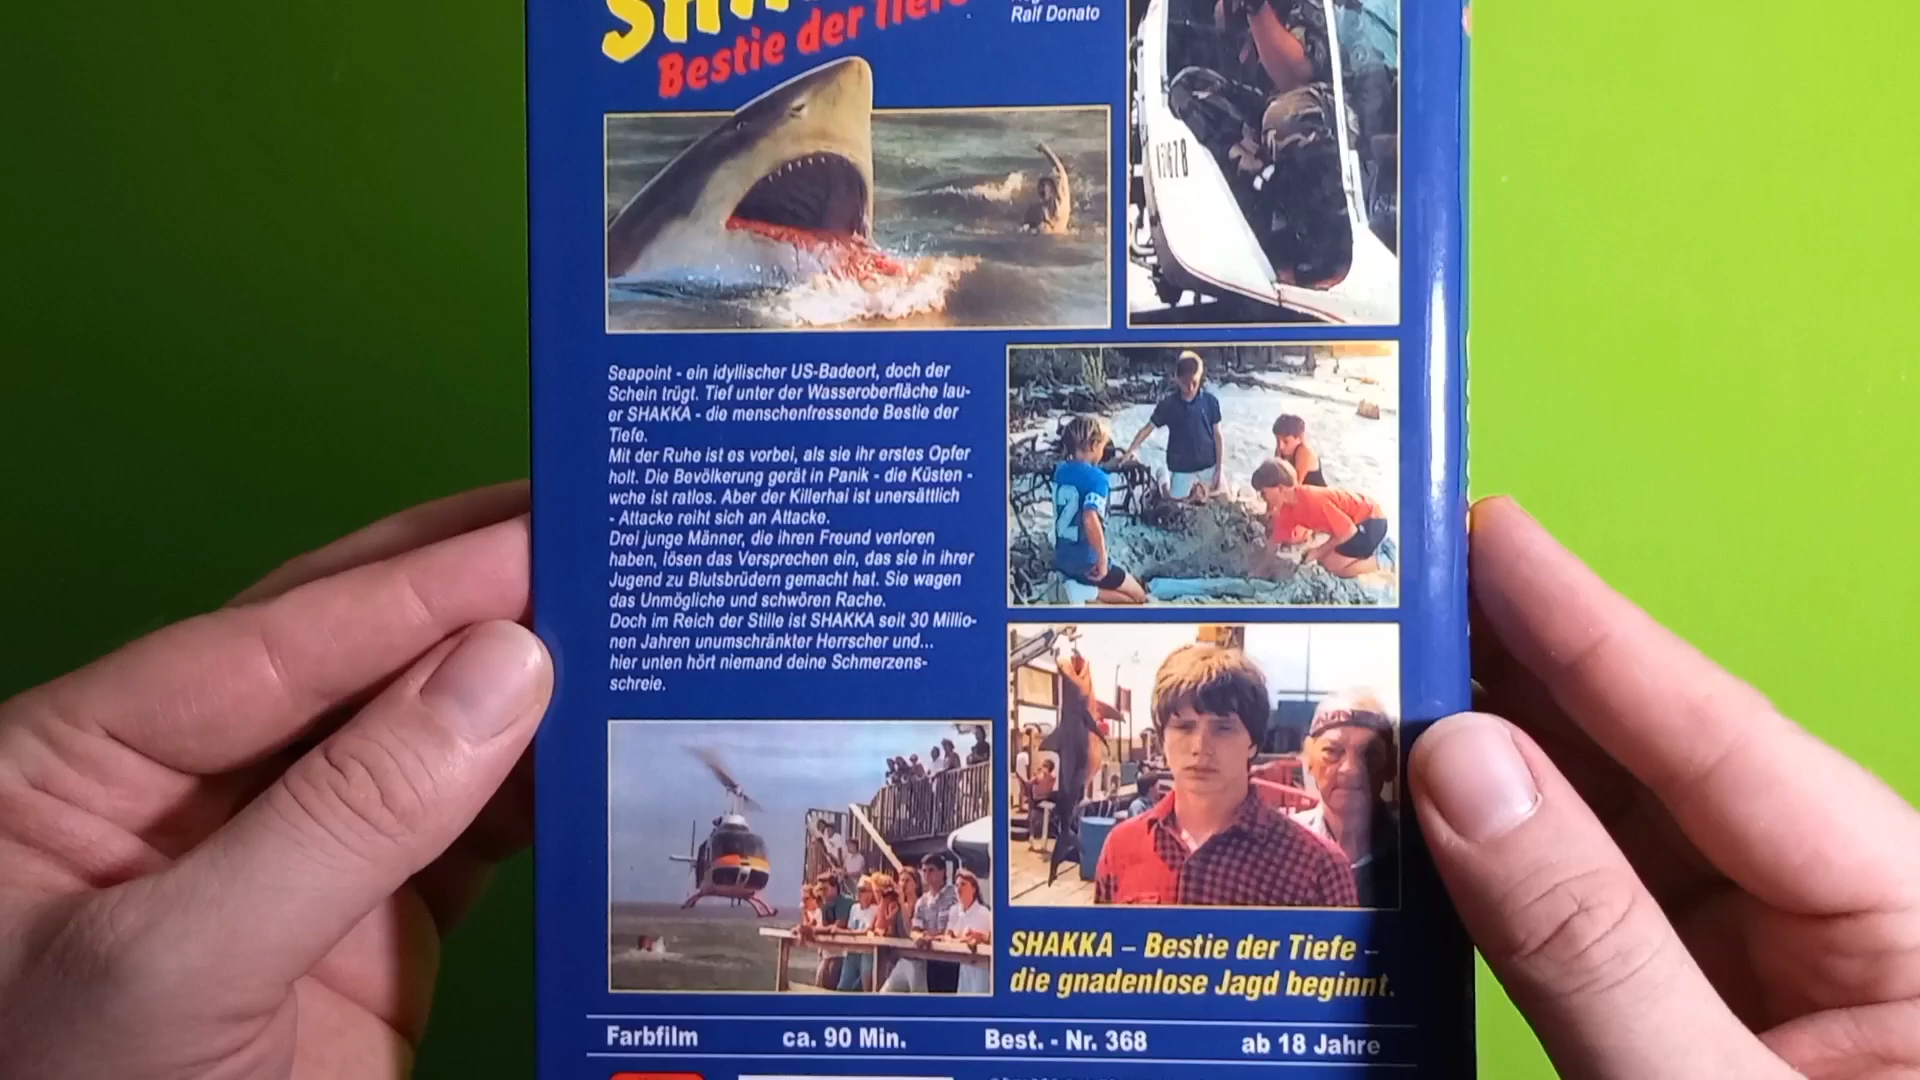 Bestie der Tiefe
Ralf Donato
Seapoint - ein idyllischer US-Badeort, doch der
Schein trügt. Tief unter der Wasseroberfläche lau-
er SHAKKA - die menschenfressende Bestie der
Tiefe.
Mit der Ruhe ist es vorbei, als sie ihr erstes Opfer
holt. Die Bevölkerung gerät in Panik - die Küsten -
wche ist ratlos. Aber der Killerhai ist unersättlich
- Attacke reiht sich an Attacke.
Drei junge Männer, die ihren Freund verloren
haben, lösen das Versprechen ein, das sie in ihrer
Jugend zu Blutsbrüdern gemacht hat. Sie wagen
das Unmögliche und schwören Rache.
Doch im Reich der Stille ist SHAKKA seit 30 Millio-
nen Jahren unumschränkter Herrscher und...
hier unten hört niemand deine Schmerzens-
schreie.
SHAKKA – Bestie der Tiefe –
die gnadenlose Jagd beginnt.
Farbfilm ca. 90 Min. Best. - Nr. 368 ab 18 Jahre